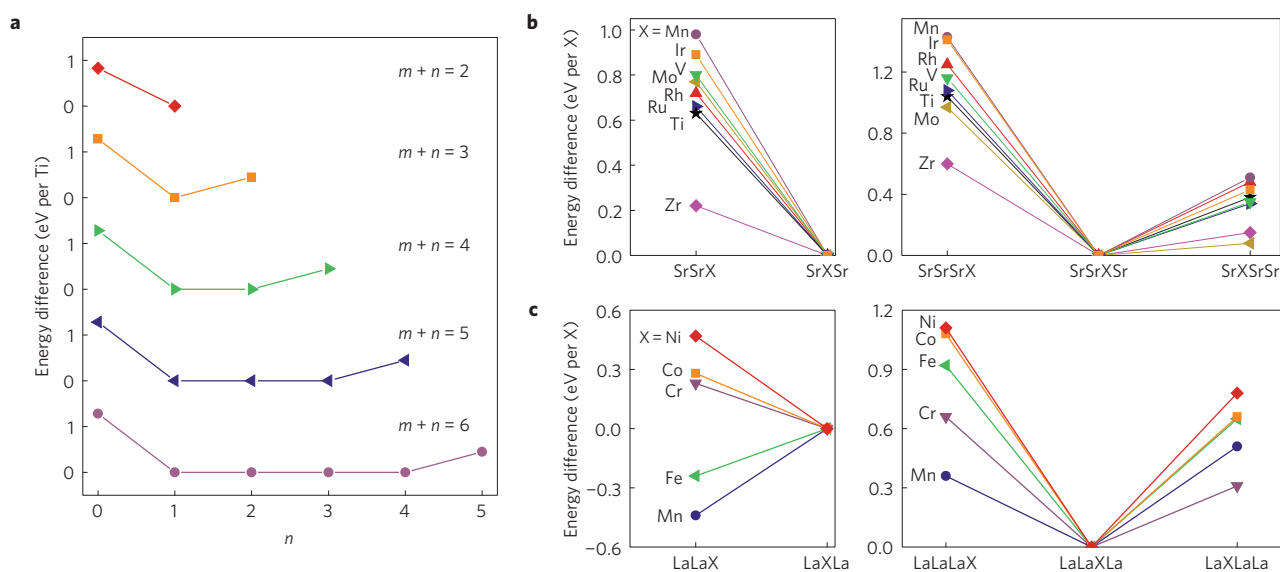 a
Energy difference (eV per Ti)
1
0
m + n = 2
1
0
m + n = 3
1
0
m + n = 4
1
0
m + n = 5
1
0
m + n = 6
0 1 2 3 4 5
n
b
Energy difference (eV per X)
1.0
0.8
0.6
0.4
0.2
0.0
X = Mn
Ir
V
Mo
Rh
Ru
Ti
Zr
SrSrX SrXSr
1.2
0.8
0.4
0.0
Mn
Ir
Rh
V
Ru
Ti
Mo
Zr
SrSrSrX SrSrXSr SrXSrSr
c
Energy difference (eV per X)
0.6
0.3
0.0
−0.3
−0.6
X = Ni
Co
Cr
Fe
Mn
LaLaX LaXLa
1.2
0.9
0.6
0.3
0.0
Ni
Co
Fe
Cr
Mn
LaLaLaX LaLaXLa LaXLaLa